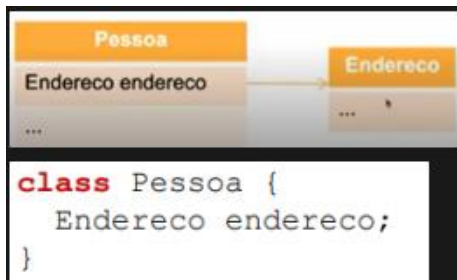 Pessoa
Endereco endereco
...
Endereco
...
class Pessoa {
  Endereco endereco;
}